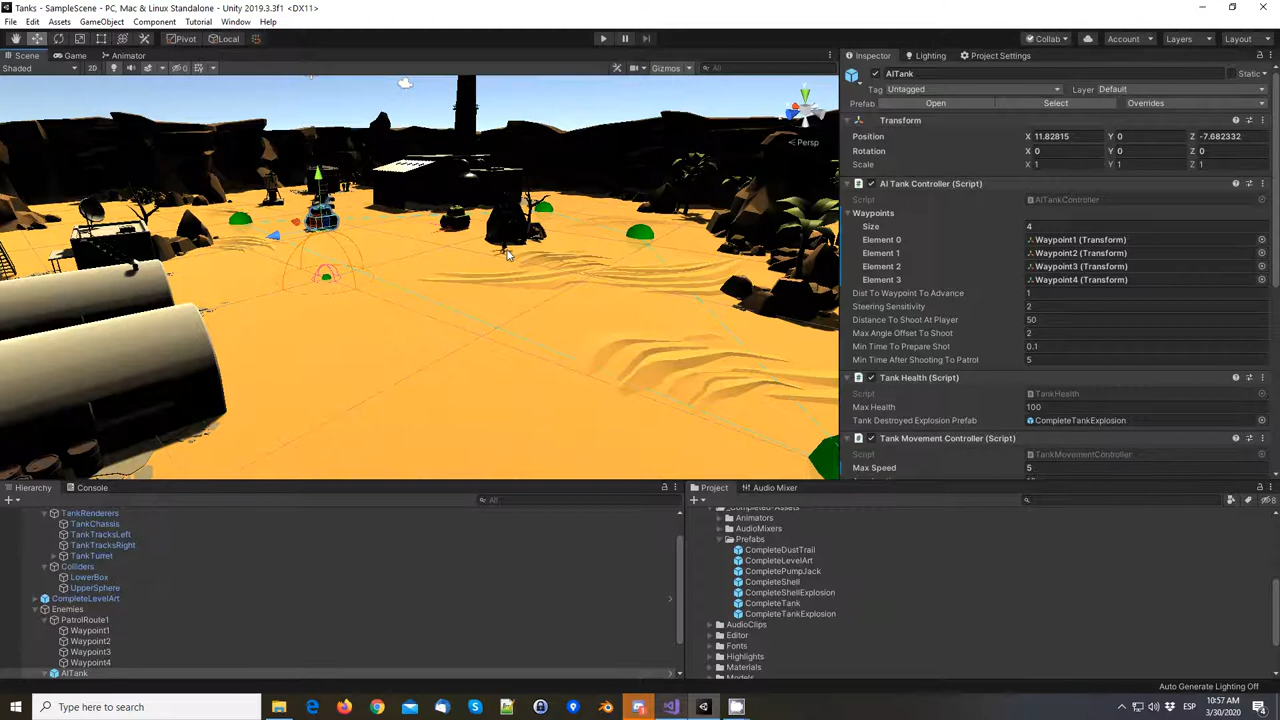 Tanks - SampleScene - PC, Mac & Linux Standalone - Unity 2019.3.3f1 <DX11>
File Edit Assets GameObject Component Tutorial Window Help
Pivot Local Collab Account Layers Layout
Scene Game Animator
Shaded 2D 0 Gizmos All
Persp
Inspector Lighting Project Settings
AITank Static
Tag Untagged Layer Default
Prefab Open Select Overrides
Transform
Position X 11.82815 Y 0 Z -7.682332
Rotation X 0 Y 0 Z 0
Scale X 1 Y 1 Z 1
AI Tank Controller (Script)
Script AITankController
Waypoints
Size 4
Element 0 Waypoint1 (Transform)
Element 1 Waypoint2 (Transform)
Element 2 Waypoint3 (Transform)
Element 3 Waypoint4 (Transform)
Dist To Waypoint To Advance 1
Steering Sensitivity 2
Distance To Shoot At Player 50
Max Angle Offset To Shoot 2
Min Time To Prepare Shot 0.1
Min Time After Shooting To Patrol 5
Tank Health (Script)
Script TankHealth
Max Health 100
Tank Destroyed Explosion Prefab CompleteTankExplosion
Tank Movement Controller (Script)
Script TankMovementController
Max Speed 5
Hierarchy Console
All
TankRenderers
TankChassis
TankTracksLeft
TankTracksRight
TankTurret
Colliders
LowerBox
UpperSphere
CompleteLevelArt
Enemies
PatrolRoute1
Waypoint1
Waypoint2
Waypoint3
Waypoint4
AITank
Project Audio Mixer
8
_Completed-Assets
Animators
AudioMixers
Prefabs
CompleteDustTrail
CompleteLevelArt
CompletePumpJack
CompleteShell
CompleteShellExplosion
CompleteTank
CompleteTankExplosion
AudioClips
Editor
Fonts
Highlights
Materials
Models
Auto Generate Lighting Off
Type here to search
ESP
10:57 AM
3/30/2020